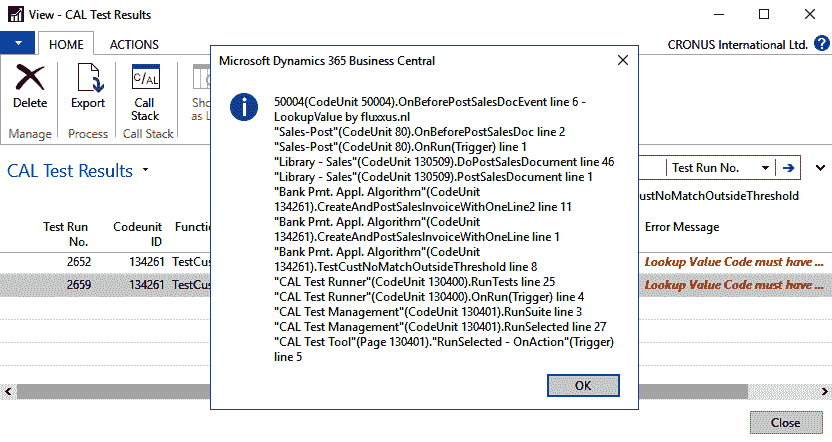 View - CAL Test Results
HOME
ACTIONS
CRONUS International Ltd.
Delete
Export
Call
Stack
Sho
as L
Manage
Process
Call Stack
CAL Test Results
Test Run No.
ustNoMatchOutsideThreshold
Test Run
No.
Codeunit
ID
Functio
Error Message
2652
134261
TestCus
Lookup Value Code must have ...
2659
134261
TestCus
Lookup Value Code must have ...
Microsoft Dynamics 365 Business Central
50004(CodeUnit 50004).OnBeforePostSalesDocEvent line 6 -
LookupValue by fluxxus.nl
"Sales-Post"(CodeUnit 80).OnBeforePostSalesDoc line 2
"Sales-Post"(CodeUnit 80).OnRun(Trigger) line 1
"Library - Sales"(CodeUnit 130509).DoPostSalesDocument line 46
"Library - Sales"(CodeUnit 130509).PostSalesDocument line 1
"Bank Pmt. Appl. Algorithm"(CodeUnit
134261).CreateAndPostSalesInvoiceWithOneLine2 line 11
"Bank Pmt. Appl. Algorithm"(CodeUnit
134261).CreateAndPostSalesInvoiceWithOneLine line 1
"Bank Pmt. Appl. Algorithm"(CodeUnit
134261).TestCustNoMatchOutsideThreshold line 8
"CAL Test Runner"(CodeUnit 130400).RunTests line 25
"CAL Test Runner"(CodeUnit 130400).OnRun(Trigger) line 4
"CAL Test Management"(CodeUnit 130401).RunSuite line 3
"CAL Test Management"(CodeUnit 130401).RunSelected line 27
"CAL Test Tool"(Page 130401)."RunSelected - OnAction"(Trigger)
line 5
OK
Close